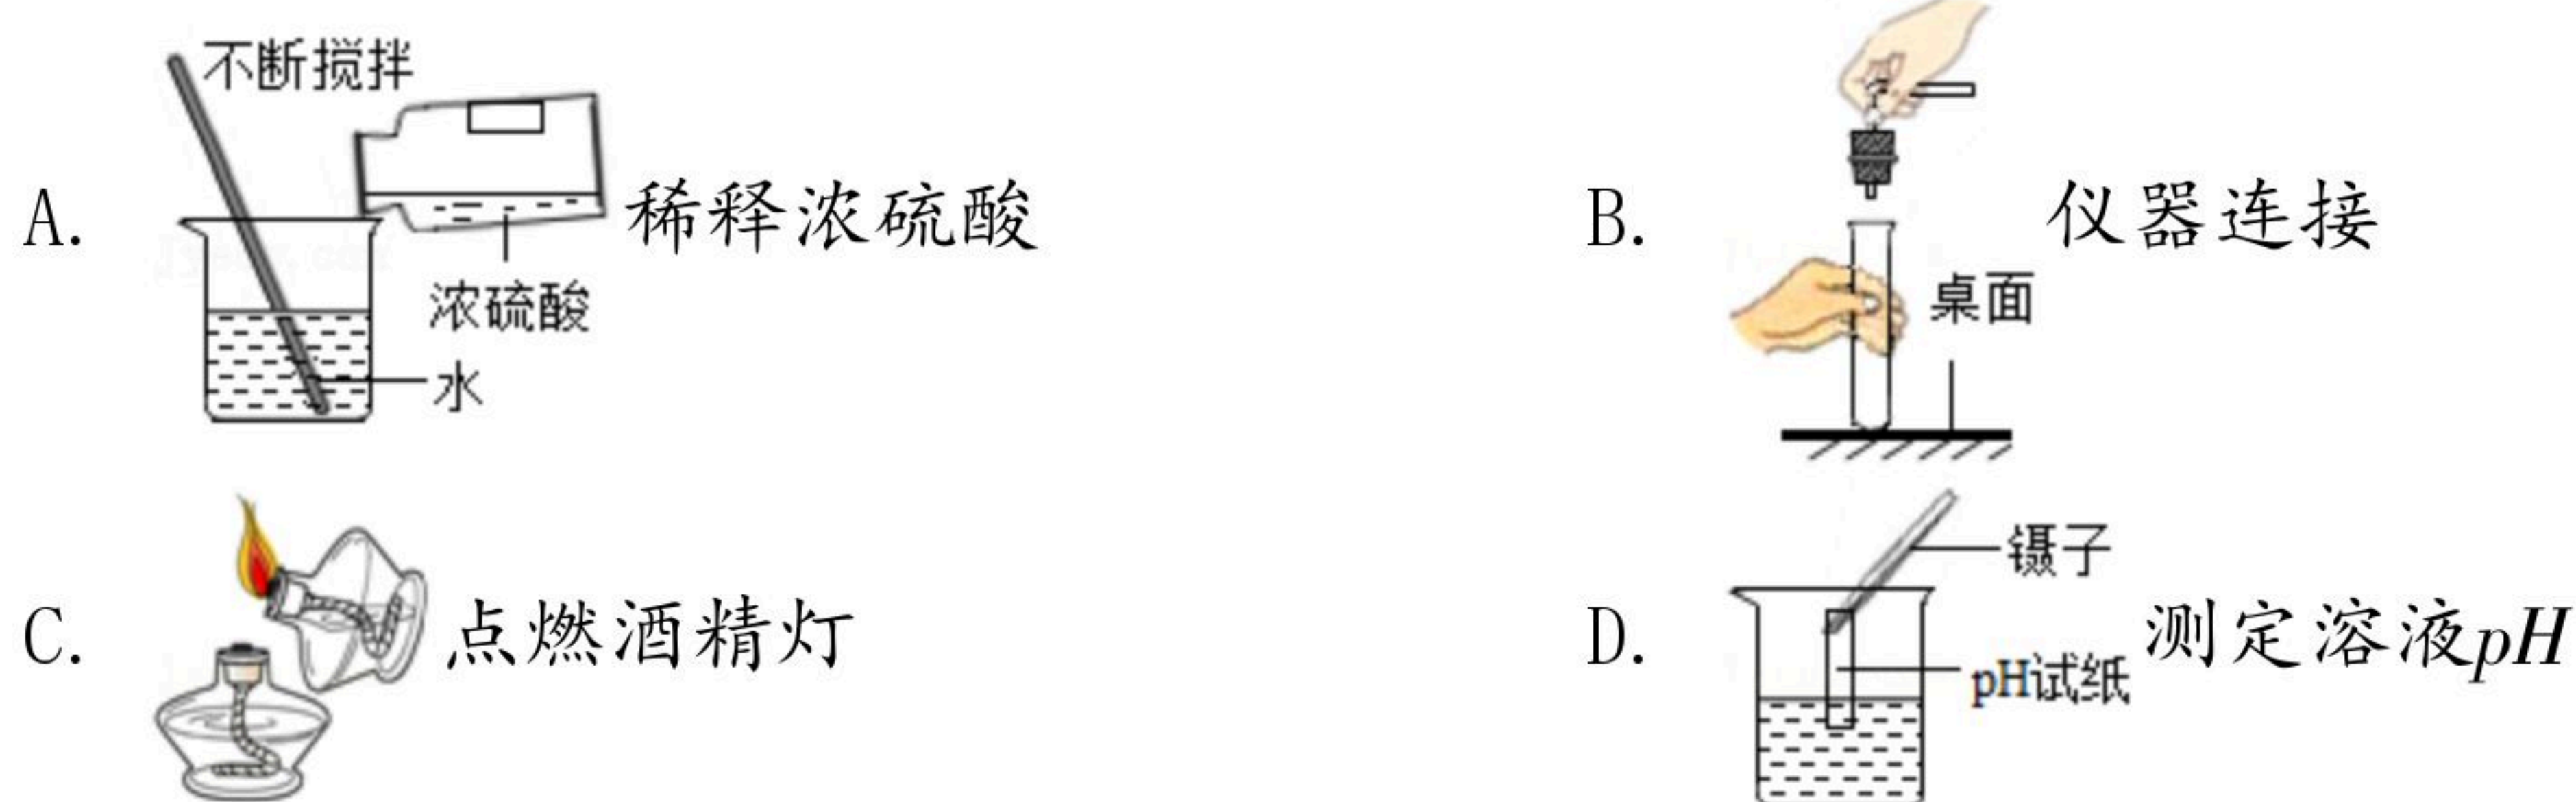 A. 不断搅拌 浓硫酸 水 稀释浓硫酸
B. 桌面 仪器连接
C. 点燃酒精灯
D. 镊子 pH试纸 测定溶液pH